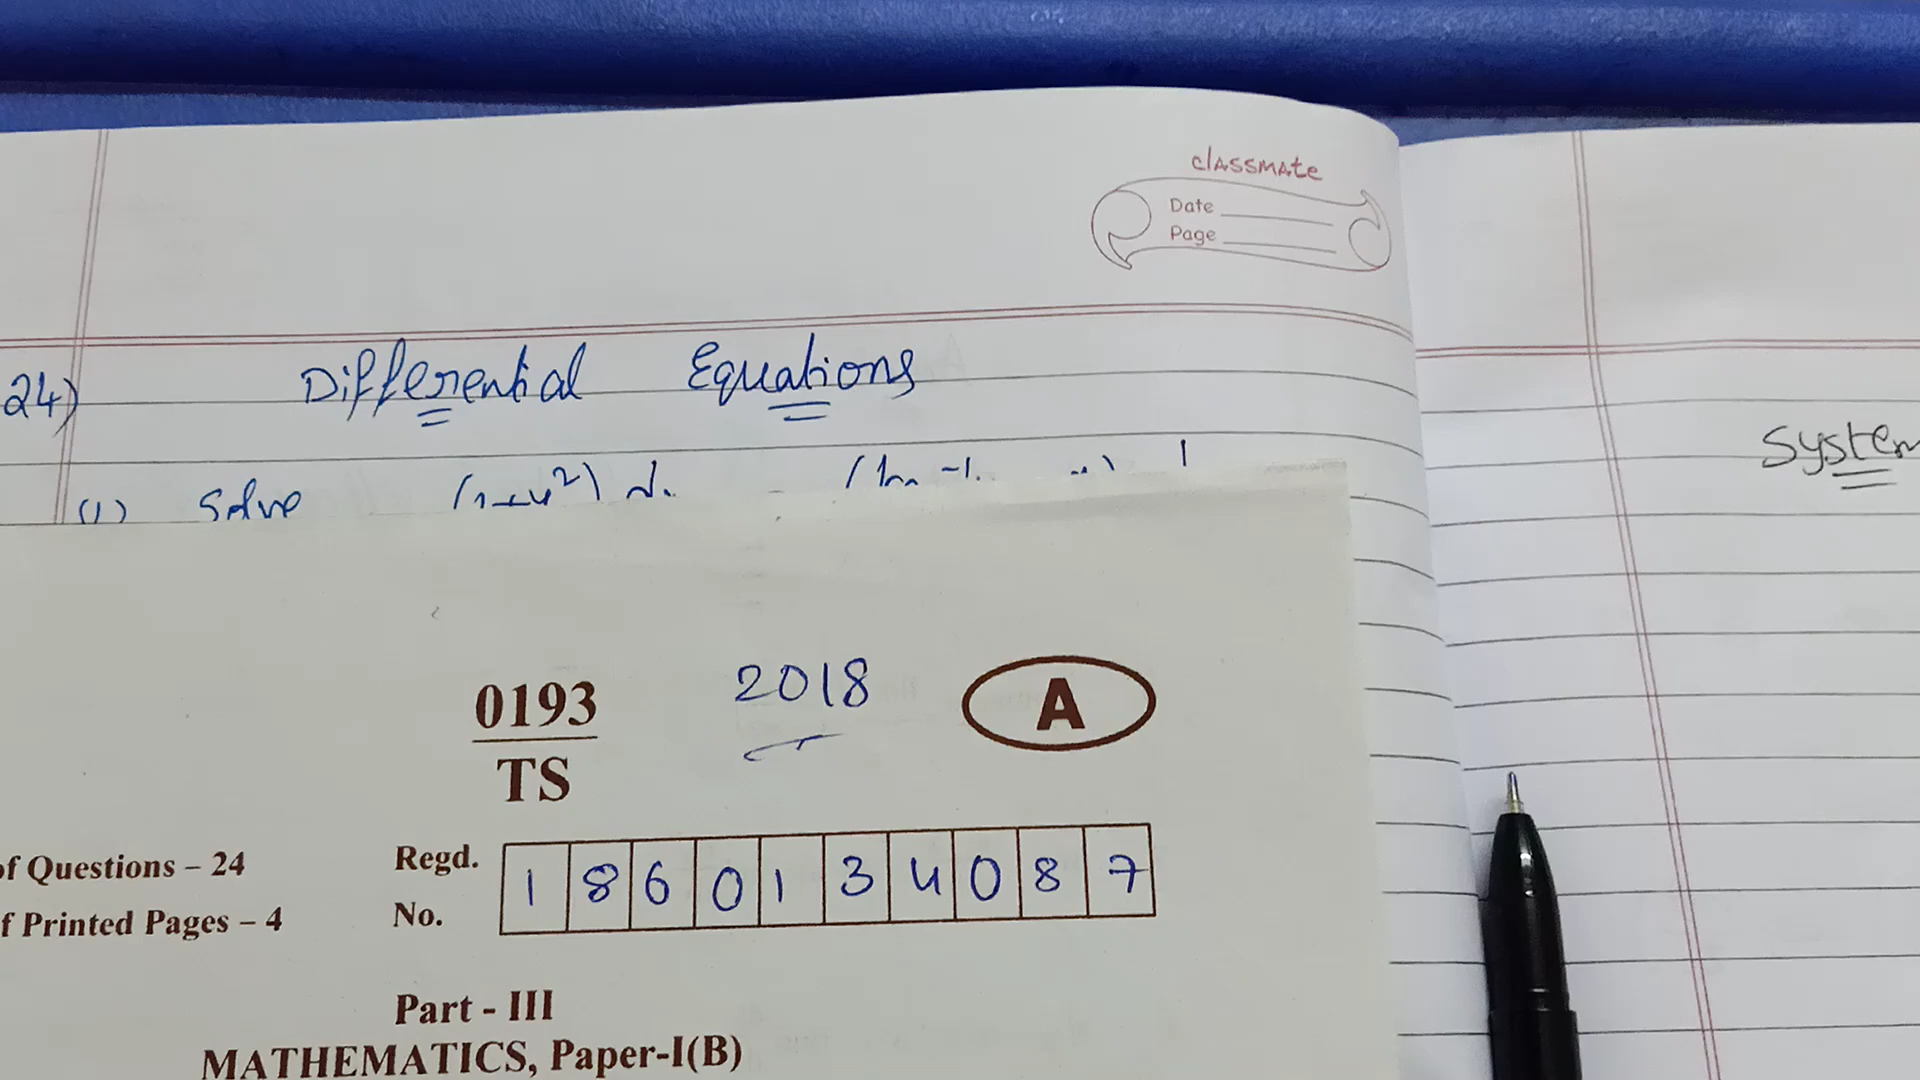 classmate
Date
Page
24) Differential Equations
System
(1) Solve
0193
TS
2018
A
of Questions – 24
f Printed Pages – 4
Regd.
No.
1 8 6 0 1 3 4 0 8 7
Part - III
MATHEMATICS, Paper-I(B)